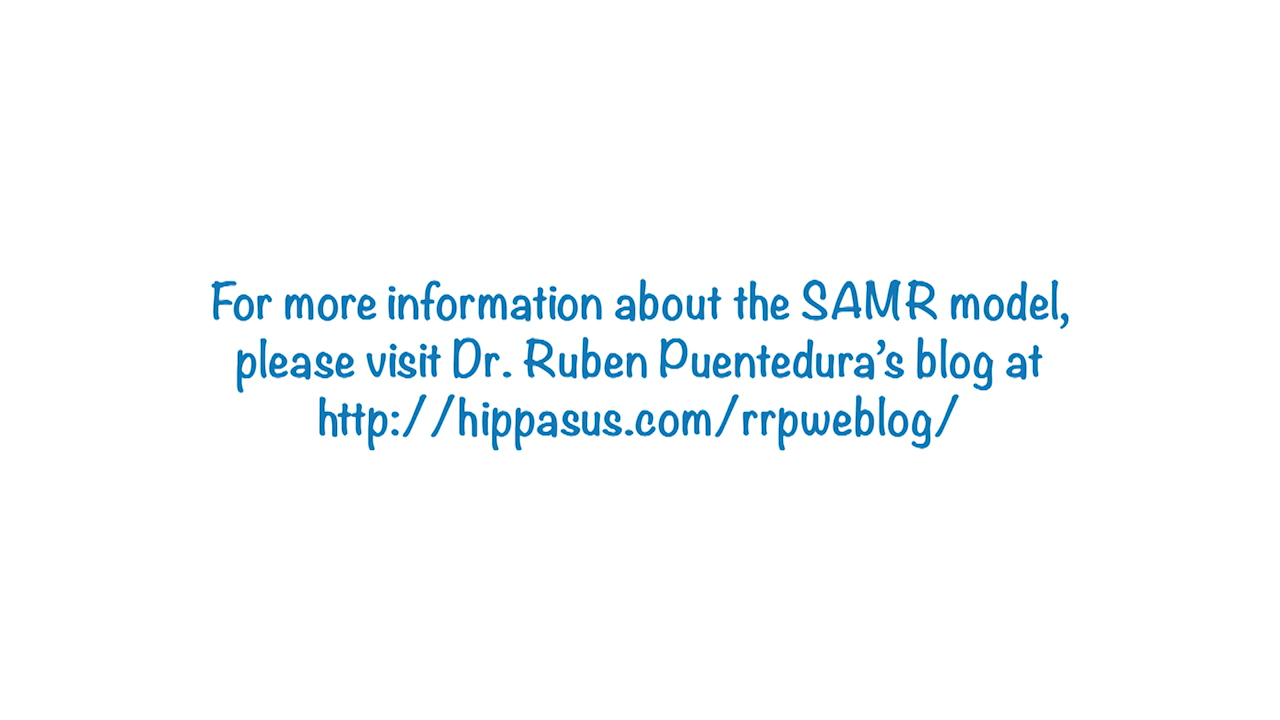 For more information about the SAMR model,
please visit Dr. Ruben Puentedura’s blog at
http://hippasus.com/rrpweblog/